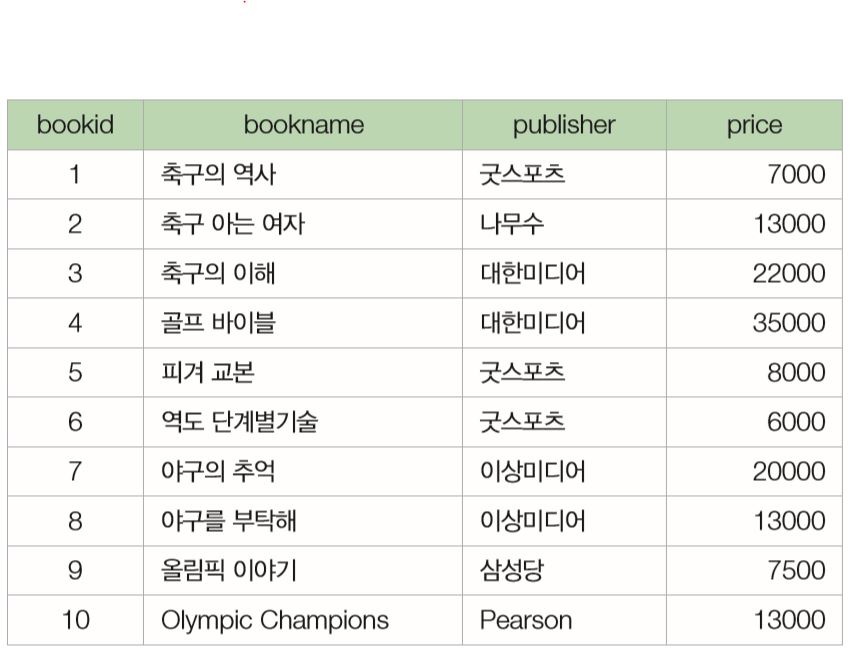 bookid bookname publisher price
1 축구의 역사 굿스포츠 7000
2 축구 아는 여자 나무수 13000
3 축구의 이해 대한미디어 22000
4 골프 바이블 대한미디어 35000
5 피겨 교본 굿스포츠 8000
6 역도 단계별기술 굿스포츠 6000
7 야구의 추억 이상미디어 20000
8 야구를 부탁해 이상미디어 13000
9 올림픽 이야기 삼성당 7500
10 Olympic Champions Pearson 13000